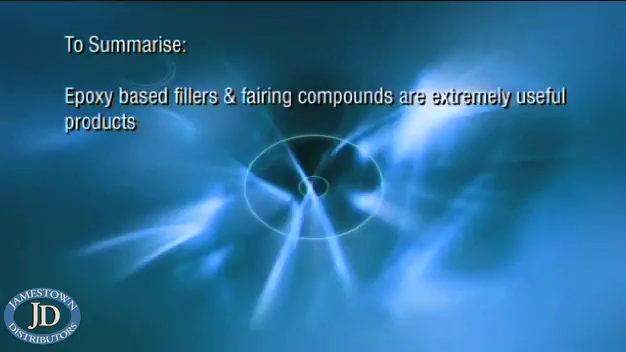 To Summarise:
Epoxy based fillers & fairing compounds are extremely useful
products
JAMESTOWN
JD
DISTRIBUTORS